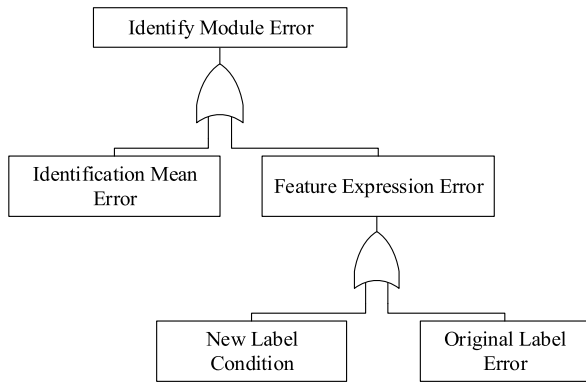 Identify Module Error
Identification Mean
Error
Feature Expression Error
New Label
Condition
Original Label
Error